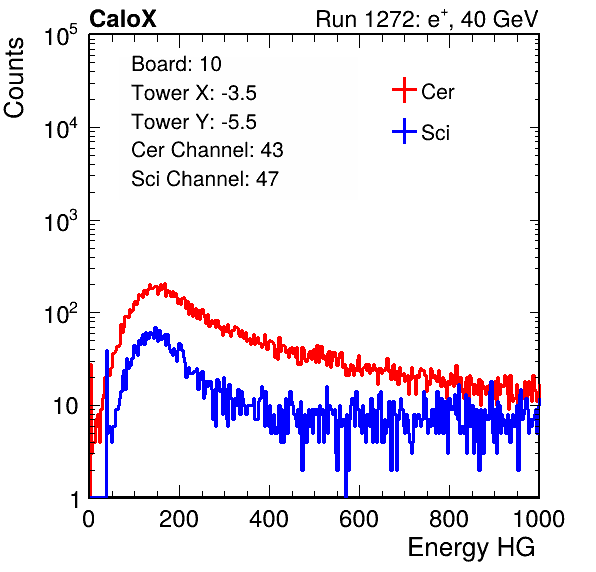 CaloX Run 1272: e⁺, 40 GeV
Counts
10⁵
10⁴
10³
10²
10
1
Board: 10
Tower X: -3.5
Tower Y: -5.5
Cer Channel: 43
Sci Channel: 47
Cer
Sci
0 200 400 600 800 1000
Energy HG